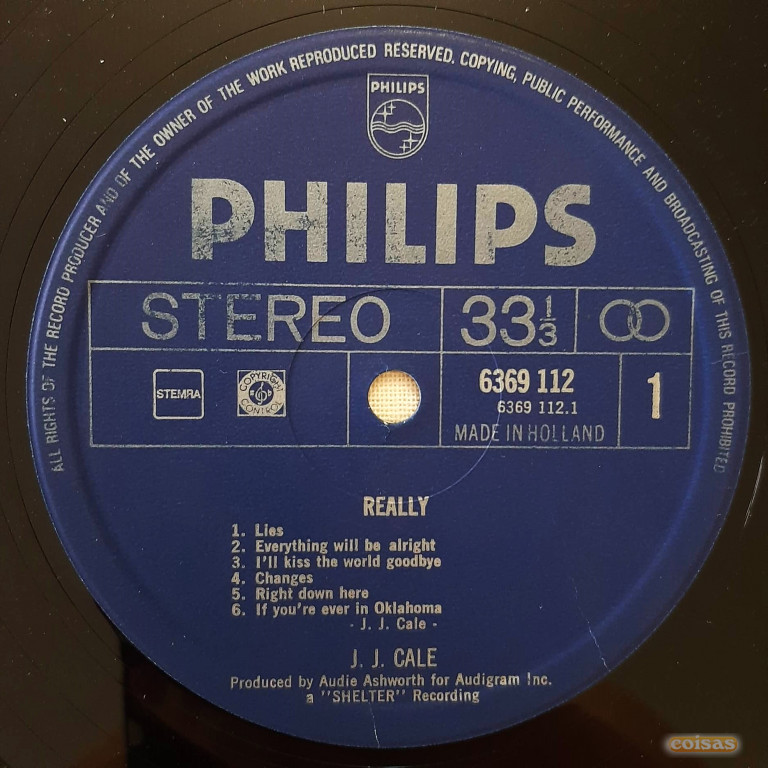 ALL RIGHTS OF THE RECORD PRODUCER AND OF THE OWNER OF THE WORK REPRODUCED RESERVED. COPYING, PUBLIC PERFORMANCE AND BROADCASTING OF THIS RECORD PROHIBITED
PHILIPS
PHILIPS
STEREO 33 1/3
STEMRA COPYRIGHT CONTROL 6369 112 1
6369 112.1
MADE IN HOLLAND
REALLY
1. Lies
2. Everything will be alright
3. I'll kiss the world goodbye
4. Changes
5. Right down here
6. If you're ever in Oklahoma
- J. J. Cale -
J. J. CALE
Produced by Audie Ashworth for Audigram Inc.
a "SHELTER" Recording
coisas